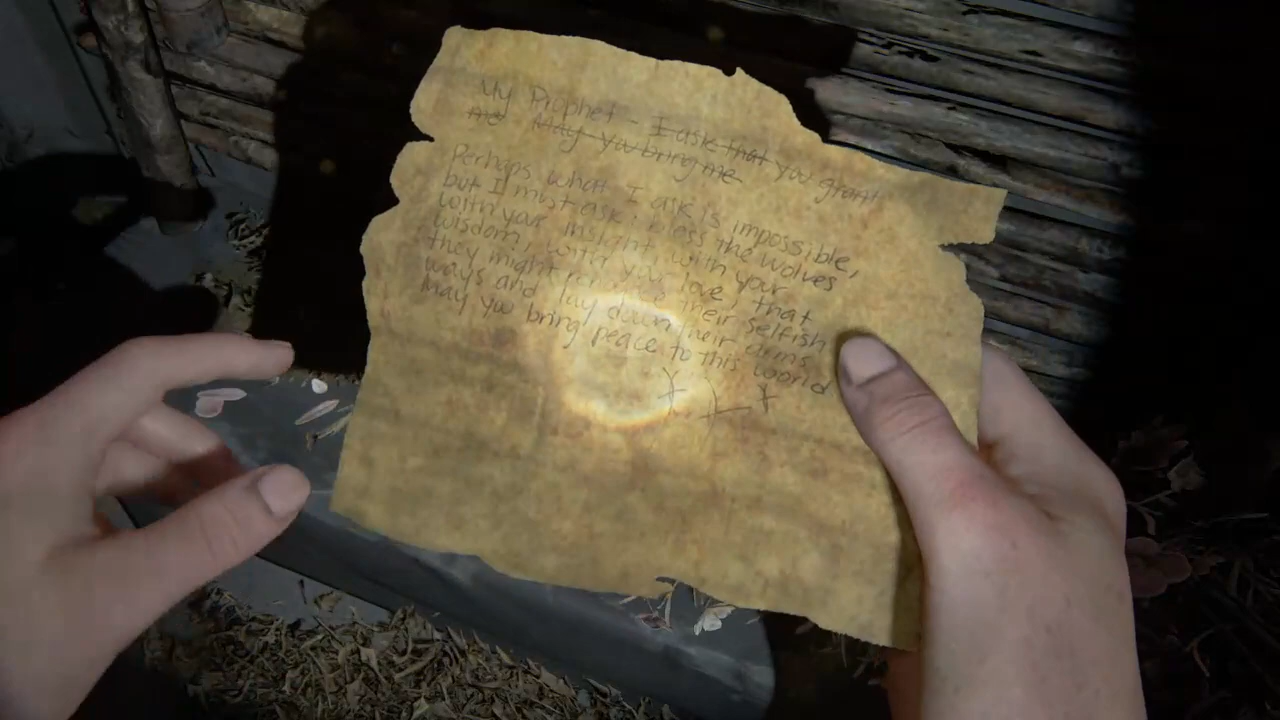 My Prophet - I ask that you grant
me May you bring me
Perhaps what I ask is impossible,
but I must ask: bless the wolves
with your insight, with your
wisdom, with your love, that
they might renounce their selfish
ways and lay down their arms
May you bring peace to this world